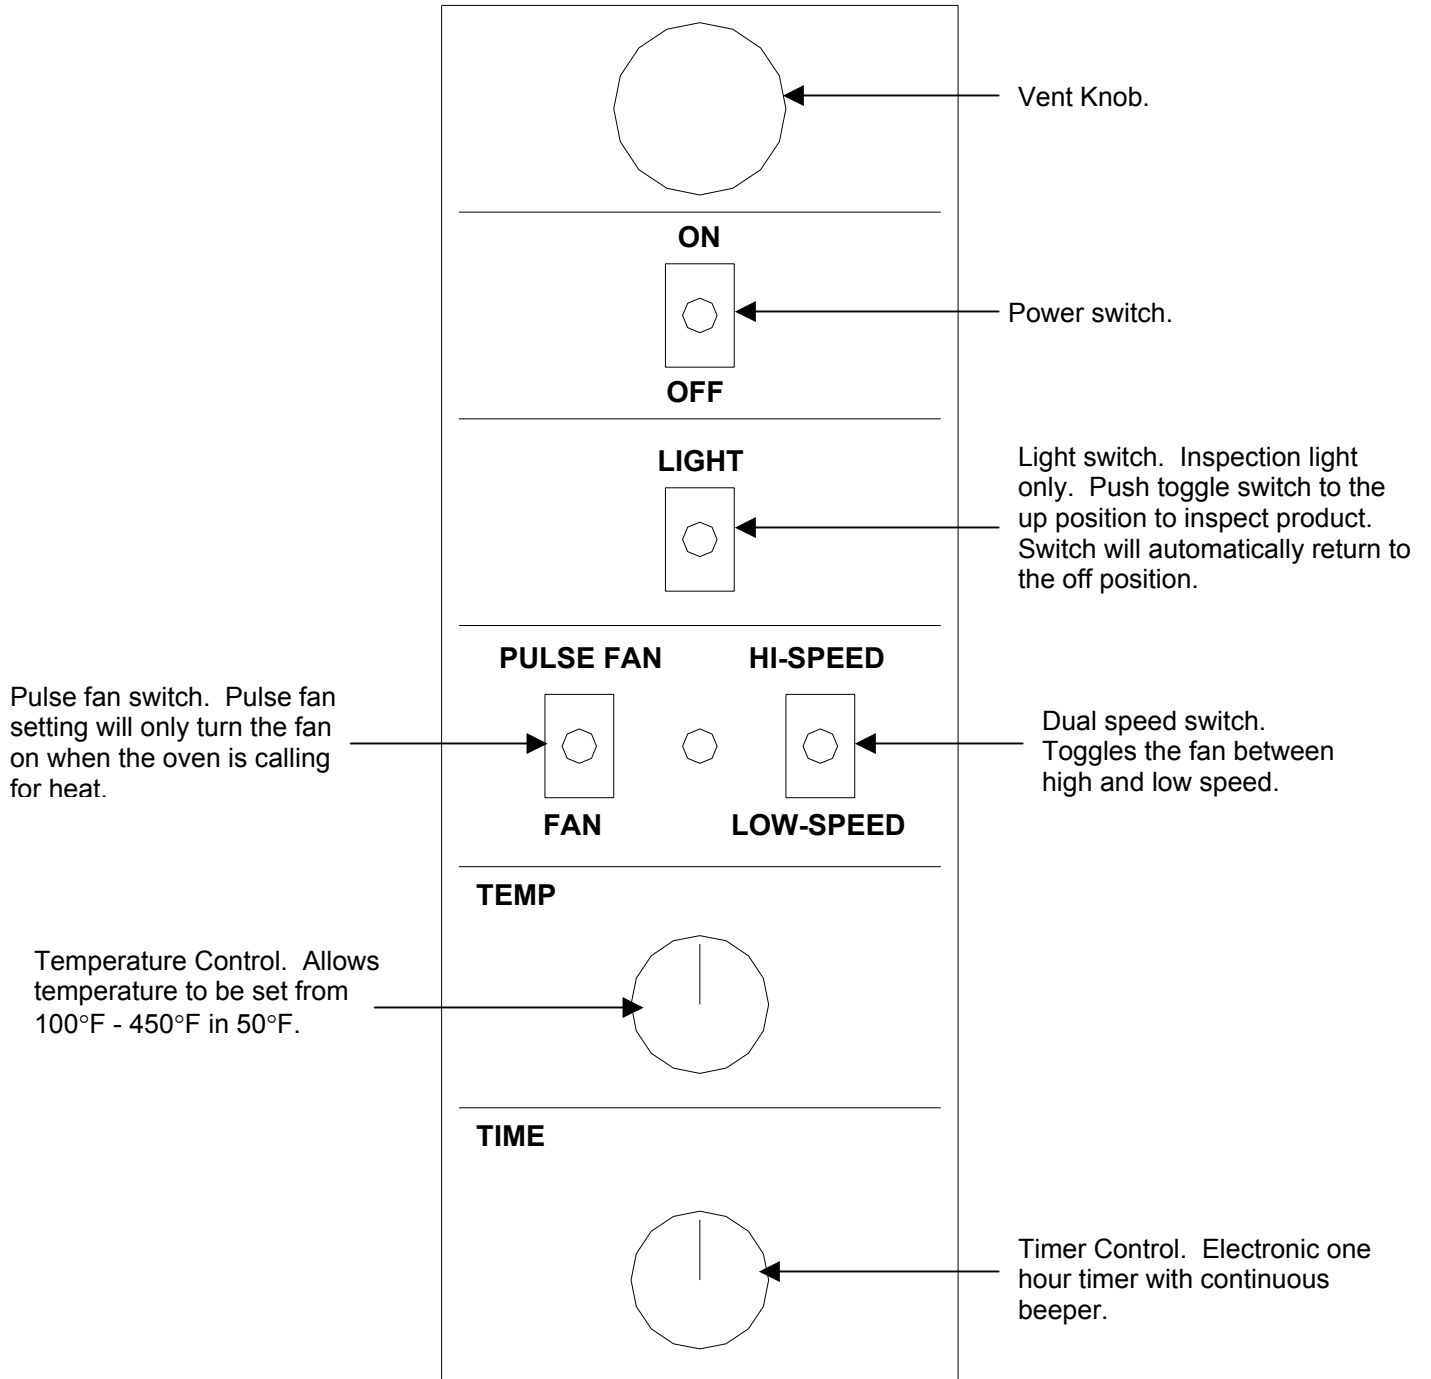 Vent Knob.
ON
Power switch.
OFF
LIGHT
Light switch.  Inspection light
only.  Push toggle switch to the
up position to inspect product.
Switch will automatically return to
the off position.
PULSE FAN
HI-SPEED
Pulse fan switch.  Pulse fan
setting will only turn the fan
on when the oven is calling
for heat.
Dual speed switch.
Toggles the fan between
high and low speed.
FAN
LOW-SPEED
TEMP
Temperature Control.  Allows
temperature to be set from
100°F - 450°F in 50°F.
TIME
Timer Control.  Electronic one
hour timer with continuous
beeper.